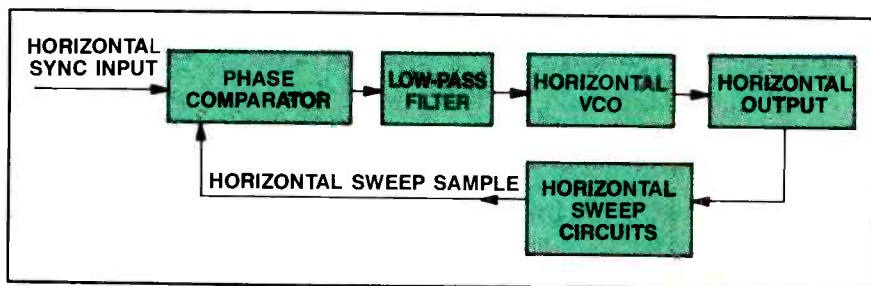 HORIZONTAL
SYNC INPUT
PHASE
COMPARATOR
LOW-PASS
FILTER
HORIZONTAL
VCO
HORIZONTAL
OUTPUT
HORIZONTAL SWEEP SAMPLE
HORIZONTAL
SWEEP
CIRCUITS